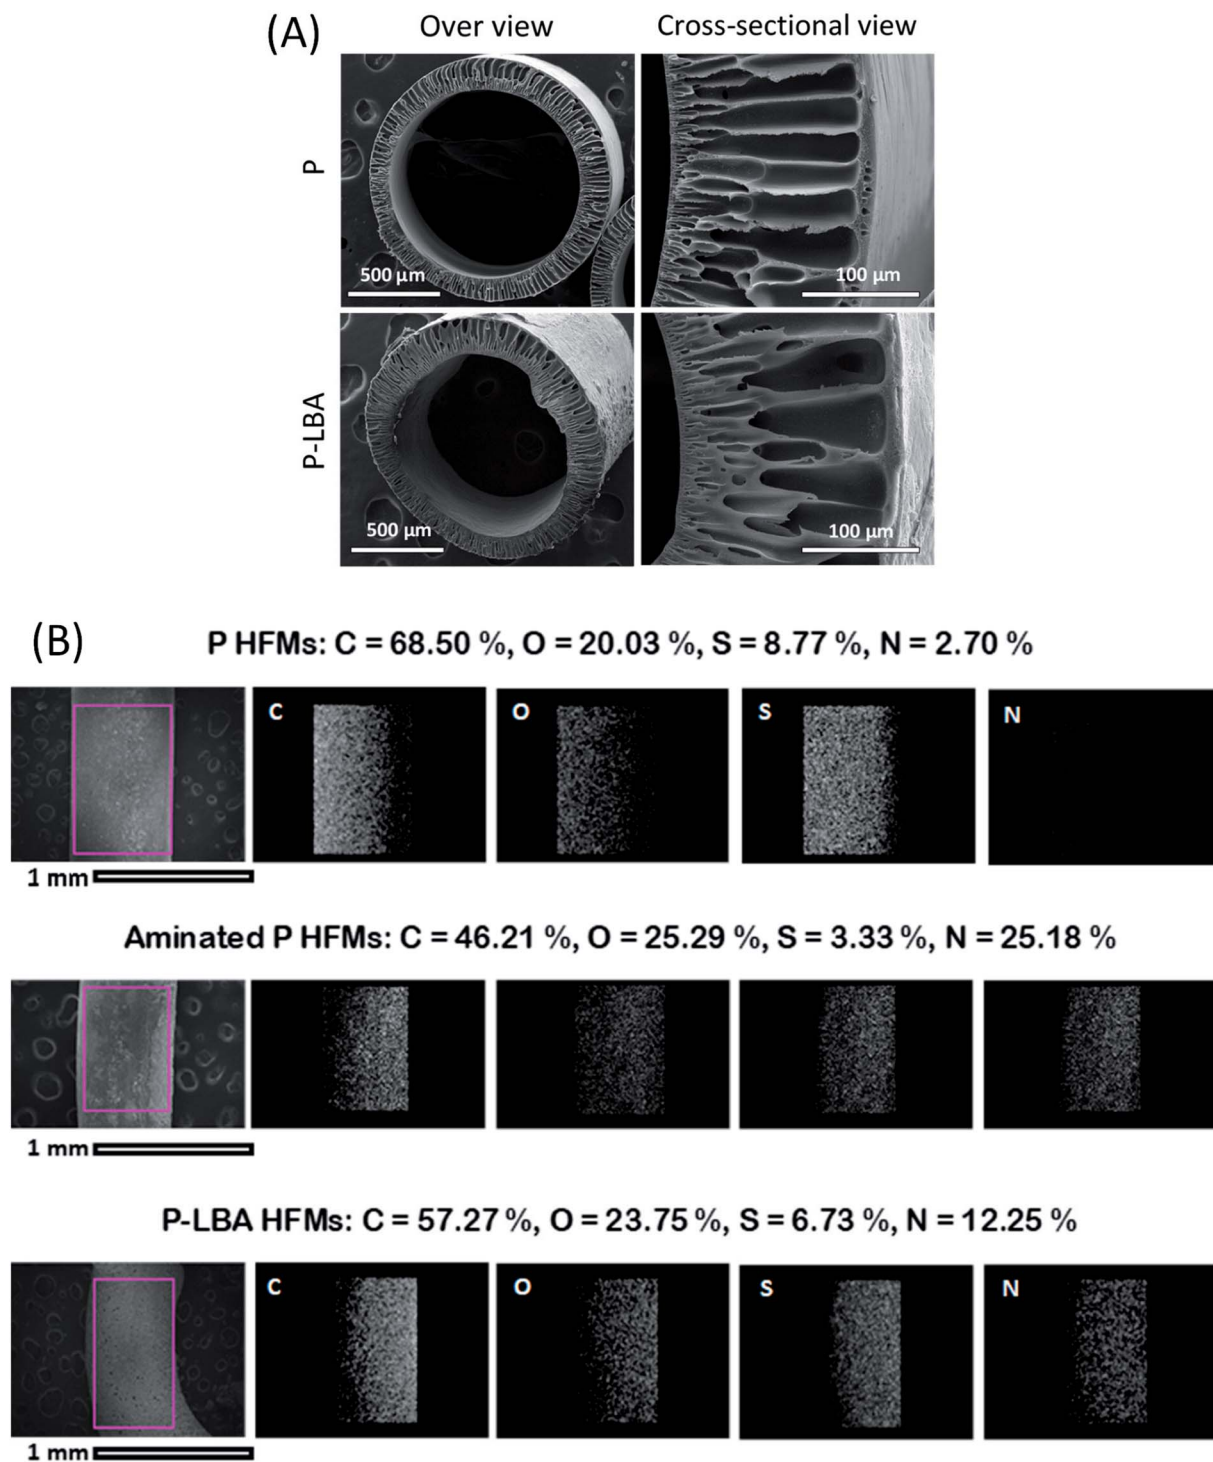 (A)
Over view
Cross-sectional view
P
500 µm
100 µm
P-LBA
500 µm
100 µm
(B)
P HFMs: C = 68.50 %, O = 20.03 %, S = 8.77 %, N = 2.70 %
C
O
S
N
1 mm
Aminated P HFMs: C = 46.21 %, O = 25.29 %, S = 3.33 %, N = 25.18 %
1 mm
P-LBA HFMs: C = 57.27 %, O = 23.75 %, S = 6.73 %, N = 12.25 %
C
O
S
N
1 mm